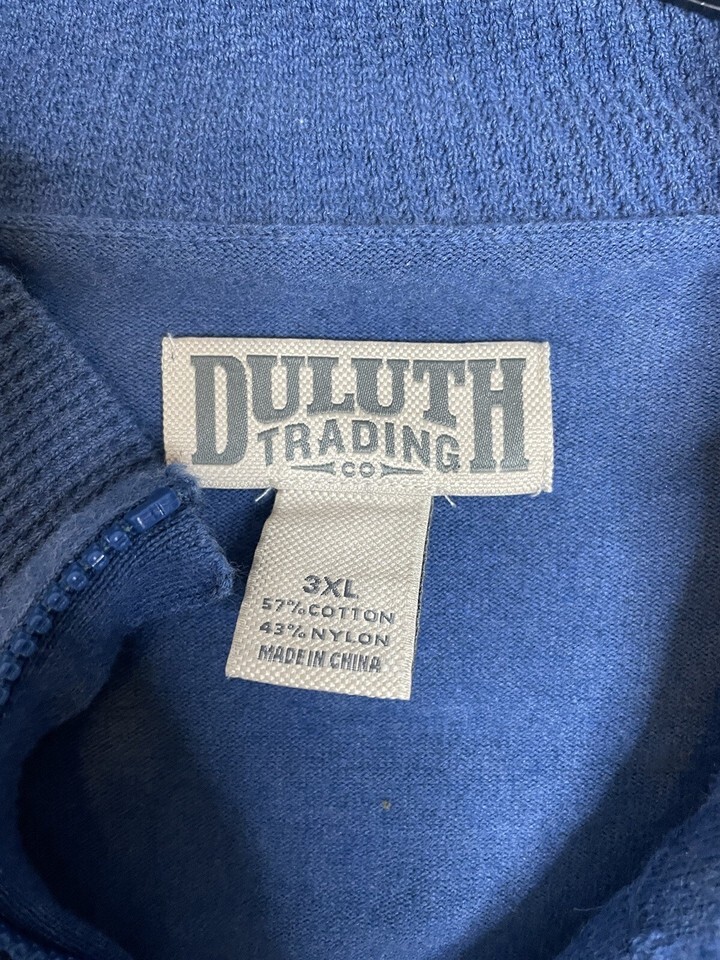 DULUTH
TRADING
CO
3XL
57% COTTON
43% NYLON
MADE IN CHINA